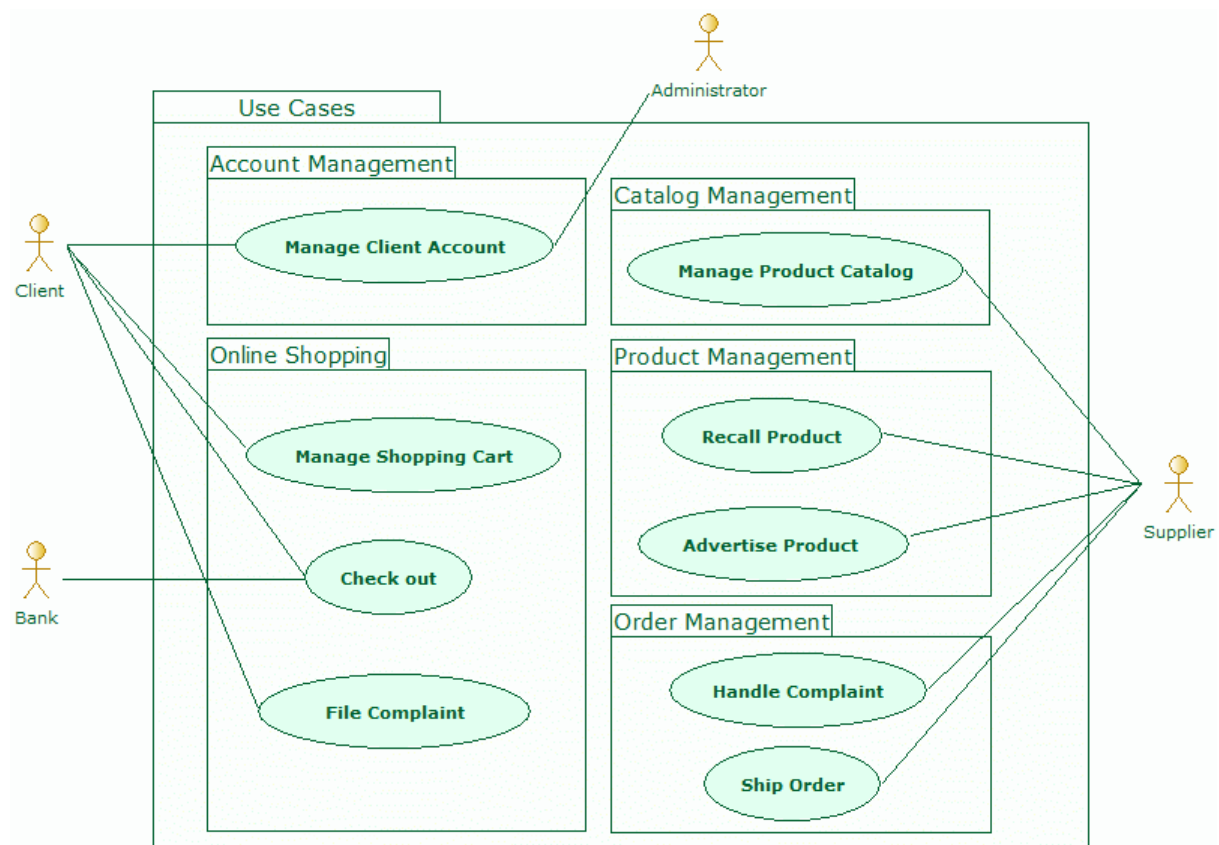 Administrator
Use Cases
Account Management
Manage Client Account
Catalog Management
Manage Product Catalog
Client
Online Shopping
Manage Shopping Cart
Check out
File Complaint
Product Management
Recall Product
Advertise Product
Supplier
Bank
Order Management
Handle Complaint
Ship Order